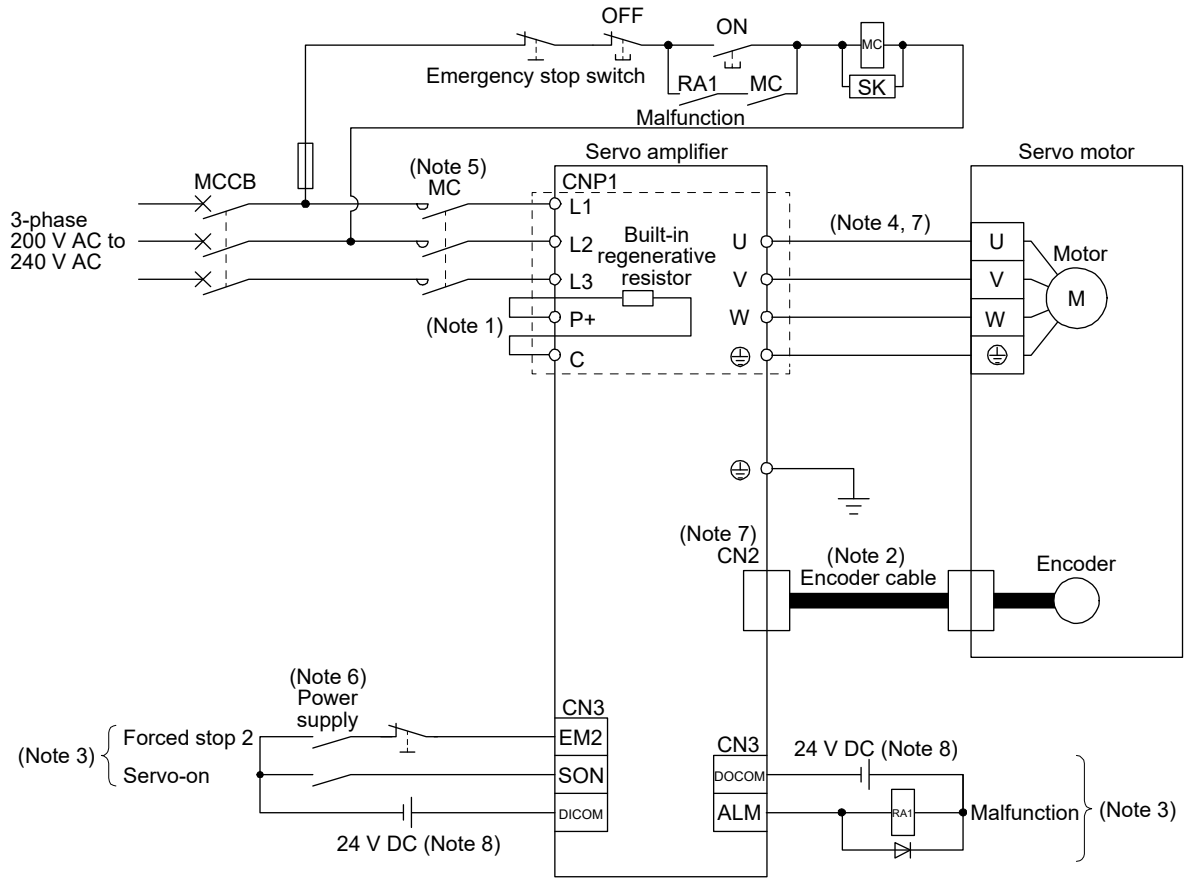 OFF
ON
MC
Emergency stop switch
RA1
MC
SK
Malfunction
Servo amplifier
Servo motor
MCCB
(Note 5)
MC
CNP1
3-phase
200 V AC to
240 V AC
L1
L2
L3
P+
C
Built-in
regenerative
resistor
(Note 1)
U
V
W
(Note 4, 7)
U
V
W
Motor
M
(Note 7)
CN2
(Note 2)
Encoder cable
Encoder
(Note 6)
Power
supply
(Note 3)
Forced stop 2
Servo-on
CN3
EM2
SON
DICOM
24 V DC (Note 8)
CN3
DOCOM
ALM
24 V DC (Note 8)
RA1
Malfunction
(Note 3)